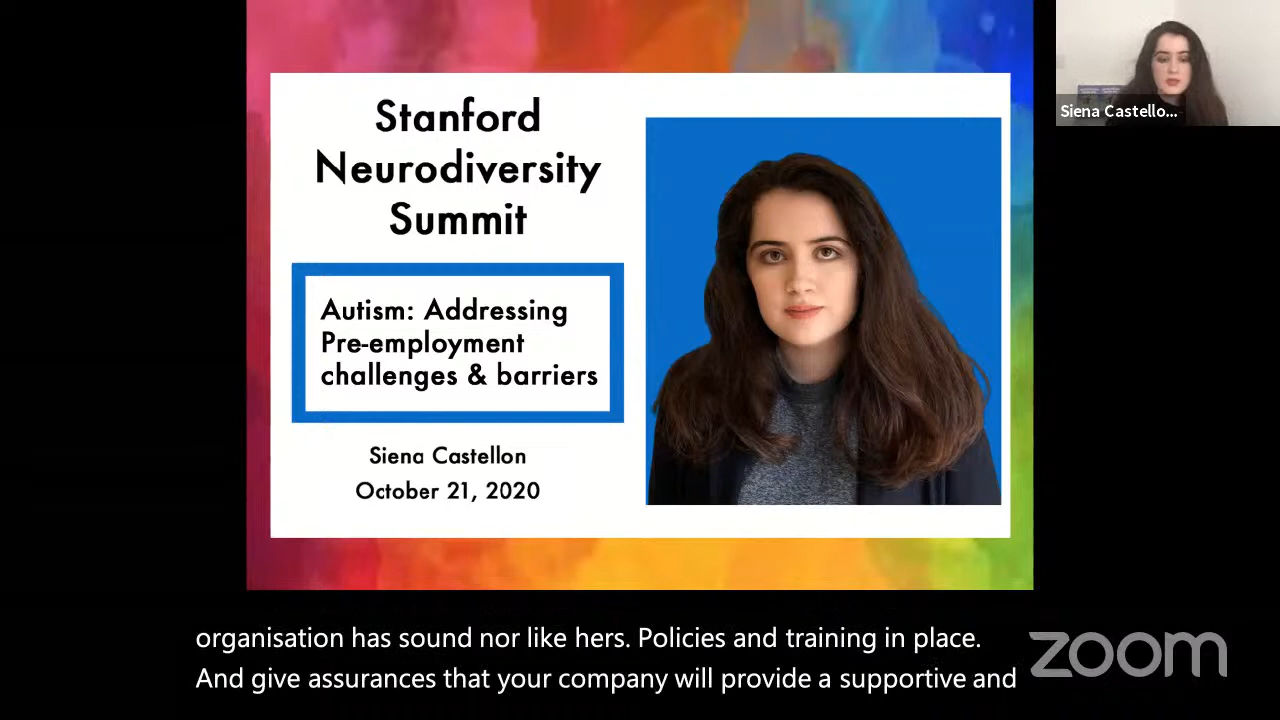 Stanford
Neurodiversity
Summit
Autism: Addressing
Pre-employment
challenges & barriers
Siena Castellon
October 21, 2020
Siena Castello...
organisation has sound nor like hers. Policies and training in place.
And give assurances that your company will provide a supportive and
zoom